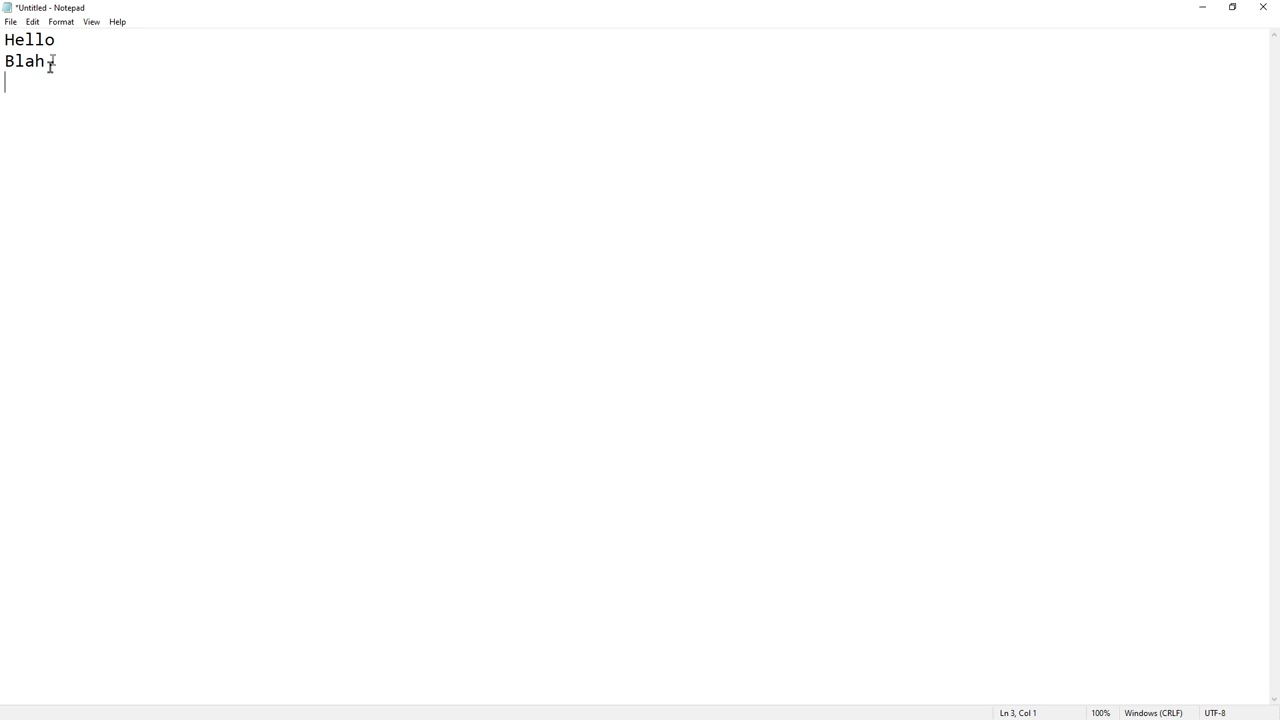 *Untitled - Notepad
File Edit Format View Help
Hello
Blah
Ln 3, Col 1 100% Windows (CRLF) UTF-8